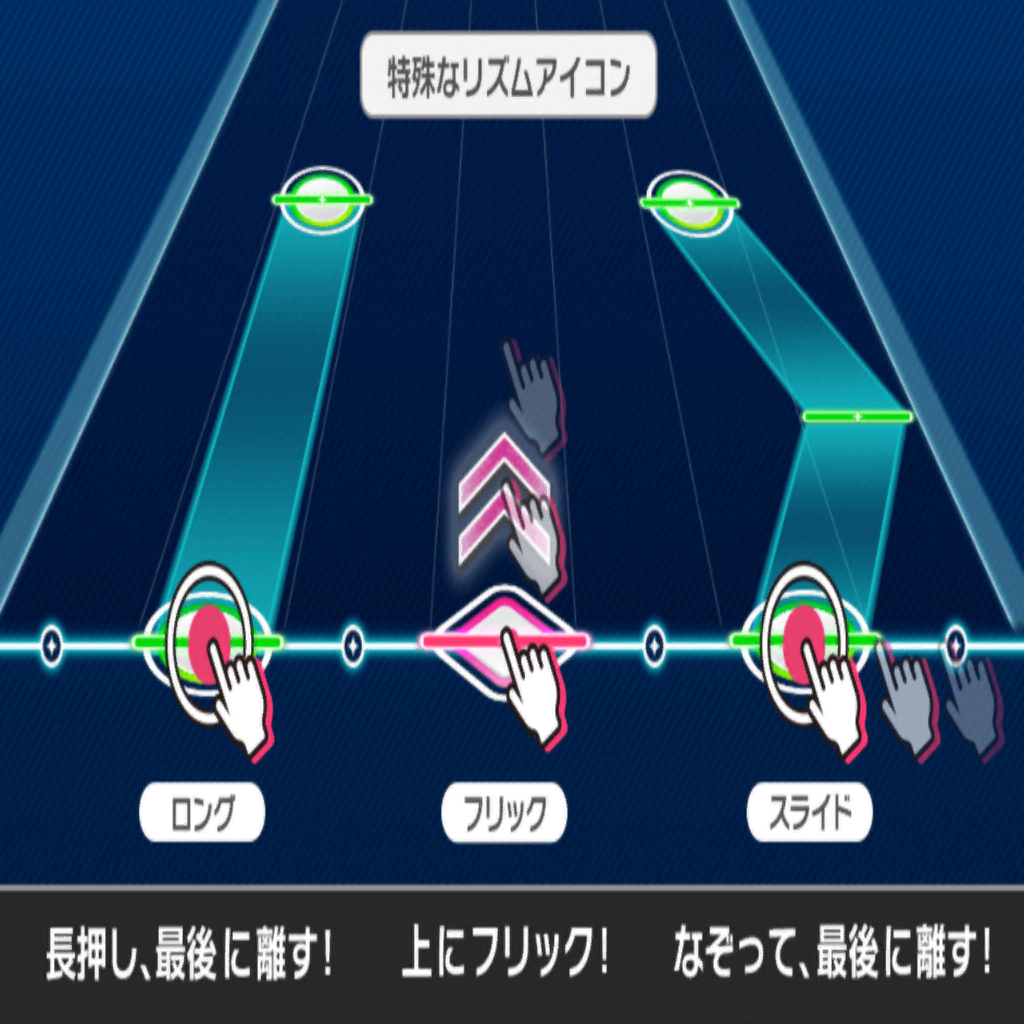 特殊なリズムアイコン
ロング
フリック
スライド
長押し、最後に離す！
上にフリック！
なぞって、最後に離す！